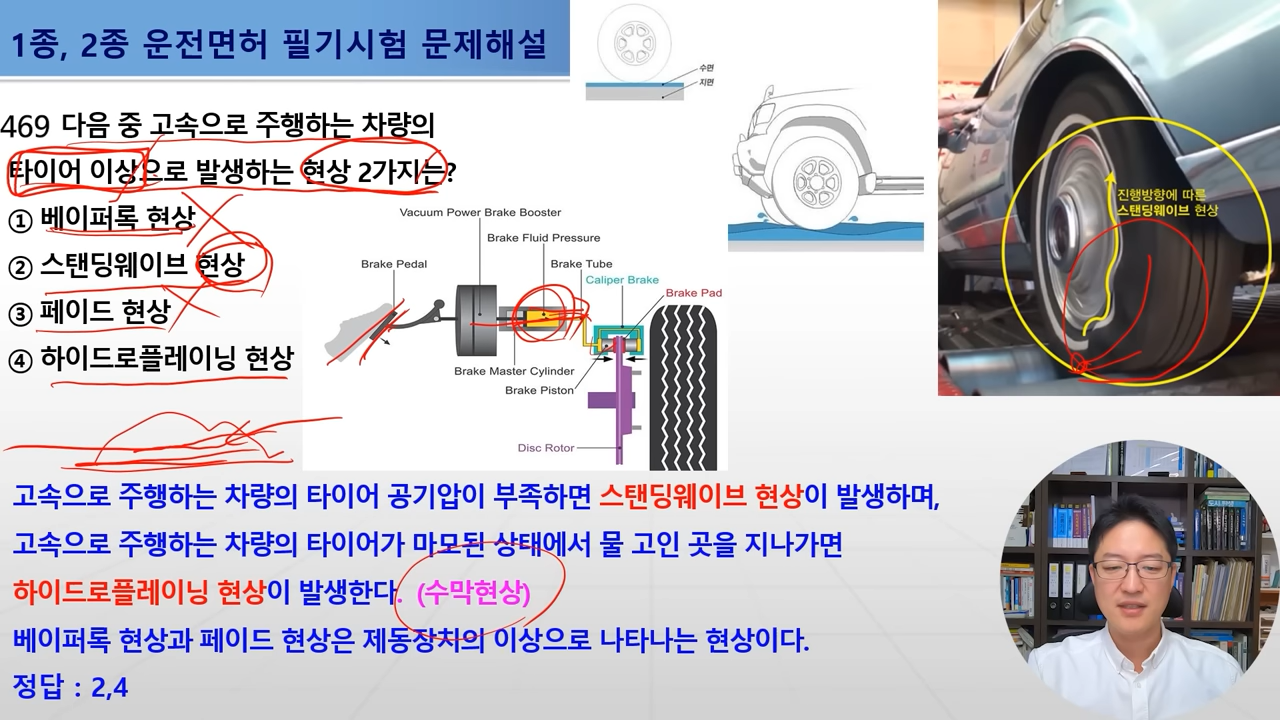 1종, 2종 운전면허 필기시험 문제해설
469 다음 중 고속으로 주행하는 차량의
타이어 이상으로 발생하는 현상 2가지는?
① 베이퍼록 현상
② 스탠딩웨이브 현상
③ 페이드 현상
④ 하이드로플레이닝 현상
수면
지면
Vacuum Power Brake Booster
Brake Fluid Pressure
Brake Pedal
Brake Tube
Caliper Brake
Brake Pad
Brake Master Cylinder
Brake Piston
Disc Rotor
진행방향에 따른
스탠딩웨이브 현상
고속으로 주행하는 차량의 타이어 공기압이 부족하면 스탠딩웨이브 현상이 발생하며,
고속으로 주행하는 차량의 타이어가 마모된 상태에서 물 고인 곳을 지나가면
하이드로플레이닝 현상이 발생한다. (수막현상)
베이퍼록 현상과 페이드 현상은 제동장치의 이상으로 나타나는 현상이다.
정답 : 2,4